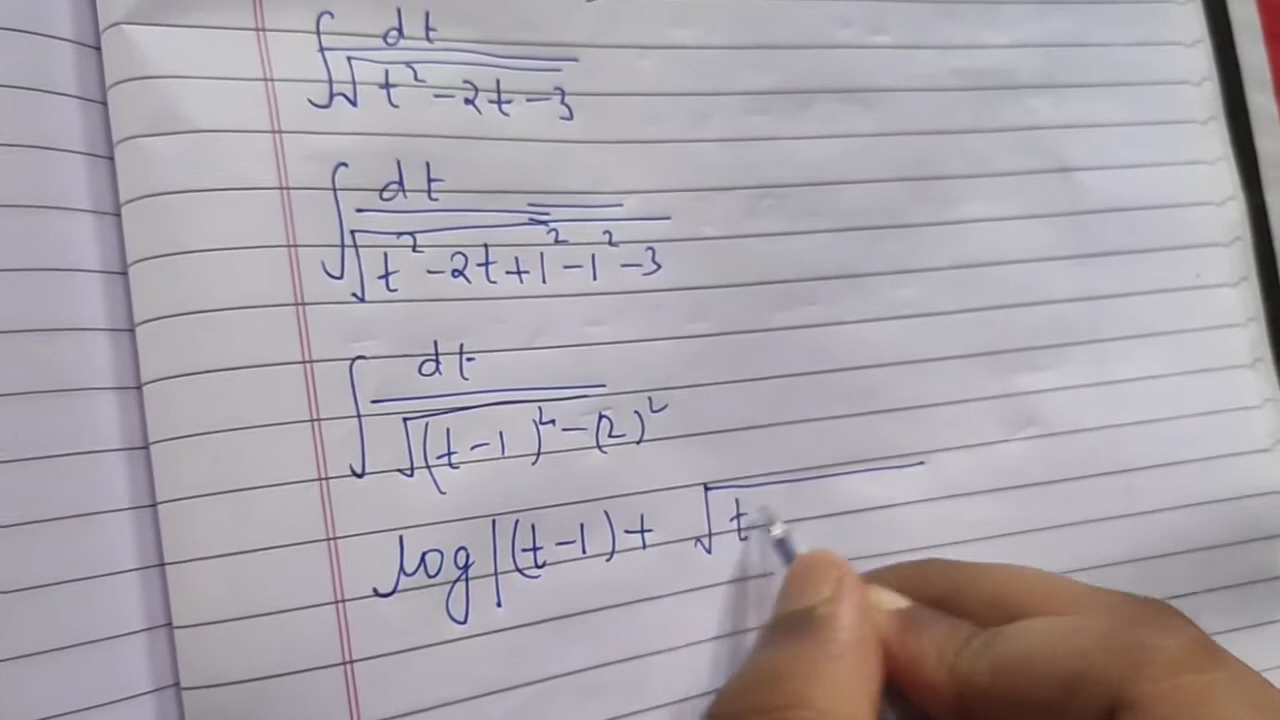 ∫ dt / √(t² - 2t - 3)
∫ dt / √(t² - 2t + 1² - 1² - 3)
∫ dt / √((t - 1)² - (2)²)
log |(t - 1) + √t